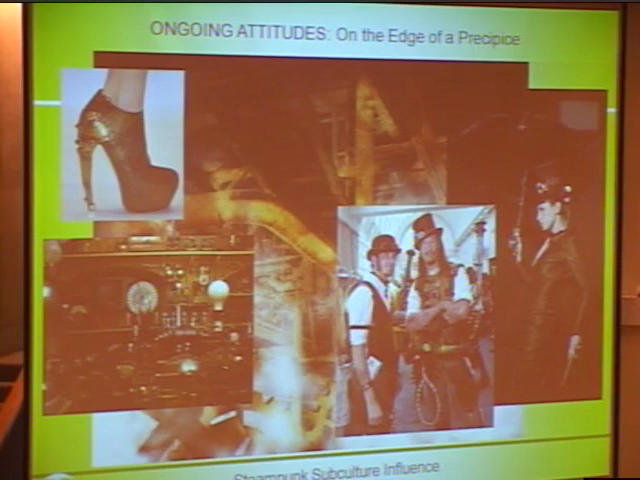 ONGOING ATTITUDES: On the Edge of a Precipice
Steampunk Subculture Influence